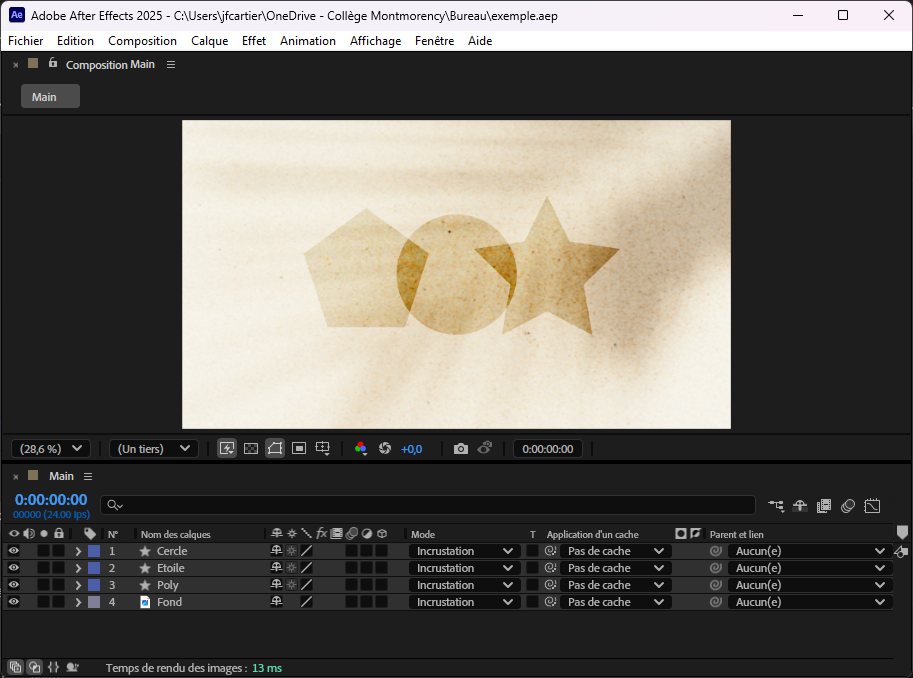 Ae Adobe After Effects 2025 - C:\Users\jfcartier\OneDrive - Collège Montmorency\Bureau\exemple.aep
Fichier Edition Composition Calque Effet Animation Affichage Fenêtre Aide
Composition Main
Main
(28,6 %) (Un tiers) +0,0 0:00:00:00
Main
0:00:00:00
00000 (24.00 ips)
N° Nom des calques fx Mode T Application d'un cache Parent et lien
1 Cercle Incrustation Pas de cache Aucun(e)
2 Etoile Incrustation Pas de cache Aucun(e)
3 Poly Incrustation Pas de cache Aucun(e)
4 Fond Incrustation Pas de cache Aucun(e)
Temps de rendu des images : 13 ms